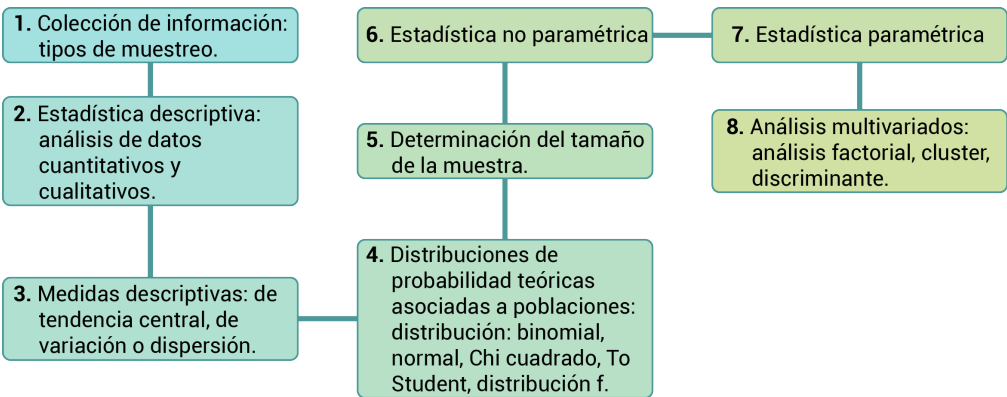 1. Colección de información:
tipos de muestreo.
2. Estadística descriptiva:
análisis de datos
cuantitativos y
cualitativos.
3. Medidas descriptivas: de
tendencia central, de
variación o dispersión.
4. Distribuciones de
probabilidad teóricas
asociadas a poblaciones:
distribución: binomial,
normal, Chi cuadrado, To
Student, distribución f.
5. Determinación del tamaño
de la muestra.
6. Estadística no paramétrica
7. Estadística paramétrica
8. Análisis multivariados:
análisis factorial, cluster,
discriminante.